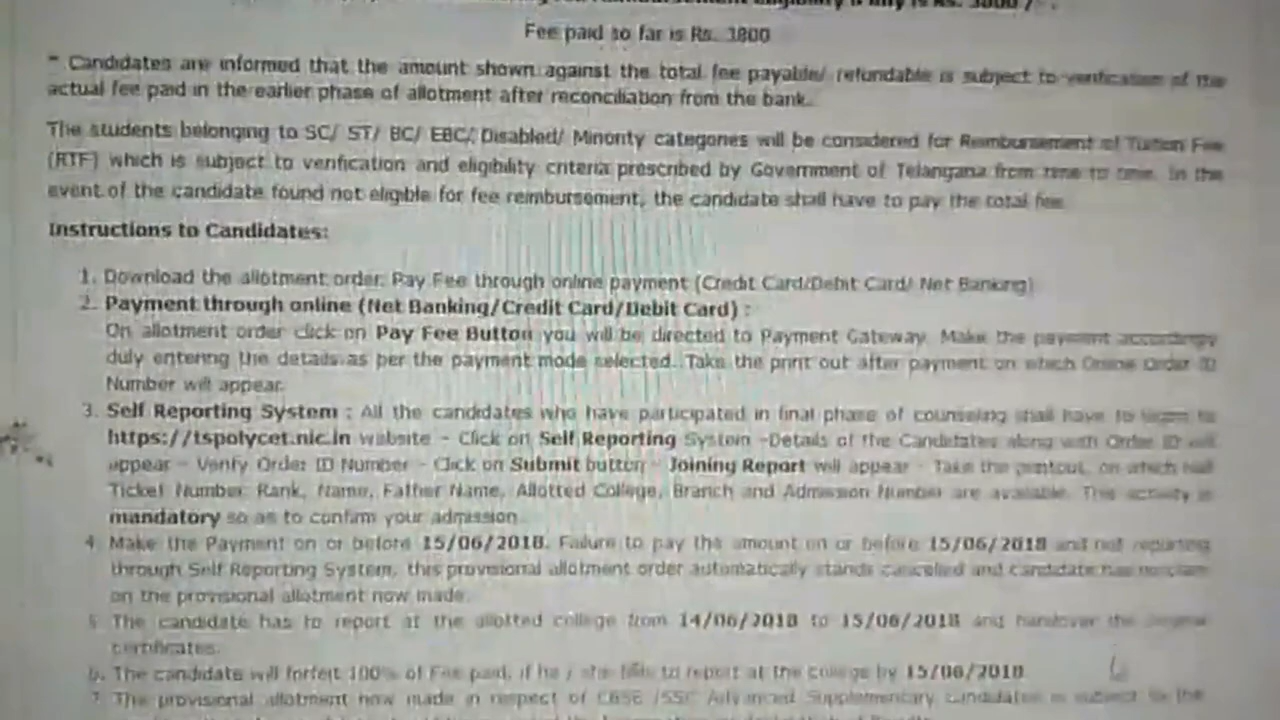 Fee paid so far is Rs. 3800
* Candidates are informed that the amount shown against the total fee payable/ refundable is subject to verification of the
actual fee paid in the earlier phase of allotment after reconciliation from the bank.
The students belonging to SC/ ST/ BC/ EBC/ Disabled/ Minority categories will be considered for Reimbursement of Tuition Fee
(RTF) which is subject to verification and eligibility criteria prescribed by Government of Telangana from time to time. In the
event of the candidate found not eligible for fee reimbursement, the candidate shall have to pay the total fee.
Instructions to Candidates:
1. Download the allotment order. Pay Fee through online payment (Credit Card/Debit Card/ Net Banking)
2. Payment through online (Net Banking/Credit Card/Debit Card) :
On allotment order click on Pay Fee Button you will be directed to Payment Gateway. Make the payment accordingly
duly entering the details as per the payment mode selected. Take the print out after payment on which Online Order ID
Number will appear.
3. Self Reporting System : All the candidates who have participated in final phase of counseling shall have to login to
https://tspolycet.nic.in website - Click on Self Reporting System -Details of the Candidates along with Order ID will
appear - Verify Order ID Number - Click on Submit button - Joining Report will appear - Take the printout, on which Hall
Ticket Number Rank, Name, Father Name, Allotted College, Branch and Admission Number are available. This activity is
mandatory so as to confirm your admission
4. Make the Payment on or before 15/06/2018. Failure to pay the amount on or before 15/06/2018 and not reporting
through Self Reporting System, this provisional allotment order automatically stands cancelled and candidate has no claim
on the provisional allotment now made.
5. The candidate has to report at the allotted college from 14/06/2018 to 15/06/2018 and handover the original
certificates.
6. The candidate will forfeit 100% of Fee paid, if he / she fails to report at the college by 15/06/2018
7. The provisional allotment now made in respect of CBSE /SSC Advanced Supplementary candidates is subject to the